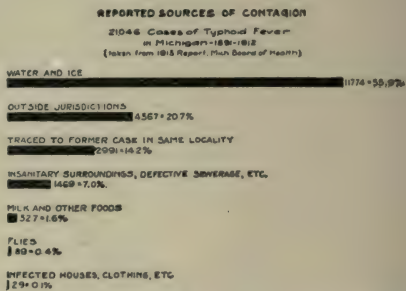 REPORTED SOURCES OF CONTAGION
21046 Cases of Typhoid Fever
in Michigan-1891-1912
(taken from 1913 Report, Mich Board of Health)
WATER AND ICE
11774=55.9%
OUTSIDE JURISDICTIONS
4367=20.7%
TRACED TO FORMER CASE IN SAME LOCALITY
2991=14.2%
INSANITARY SURROUNDINGS, DEFECTIVE SEWERAGE, ETC.
1469=7.0%
MILK AND OTHER FOODS
327=1.6%
FLIES
89=0.4%
INFECTED HOUSES, CLOTHING, ETC
29=0.1%